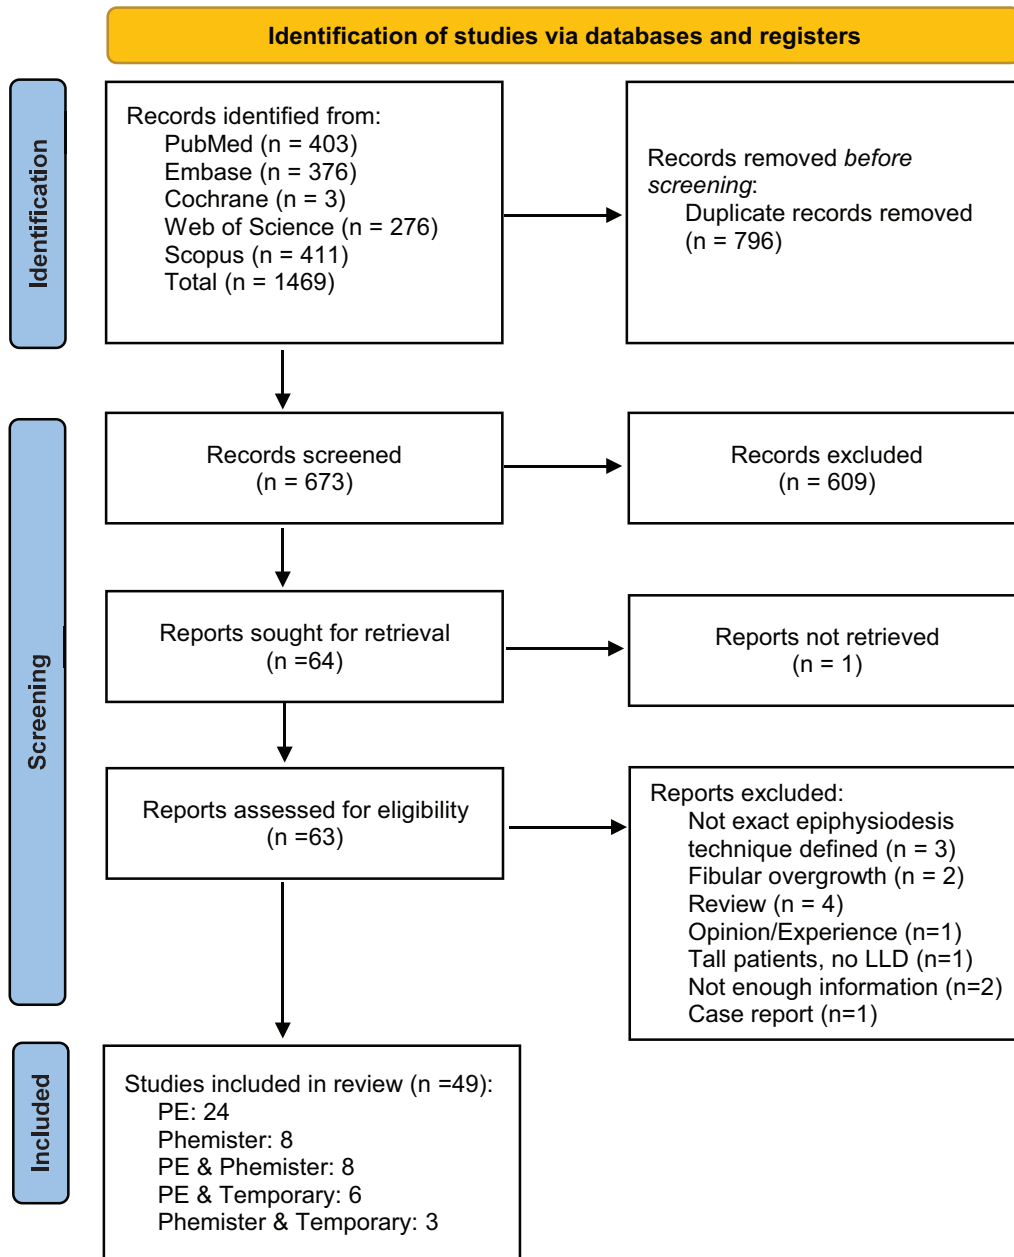 Identification of studies via databases and registers
Identification
Records identified from:
PubMed (n = 403)
Embase (n = 376)
Cochrane (n = 3)
Web of Science (n = 276)
Scopus (n = 411)
Total (n = 1469)
Records removed before
screening:
Duplicate records removed
(n = 796)
Screening
Records screened
(n = 673)
Records excluded
(n = 609)
Reports sought for retrieval
(n =64)
Reports not retrieved
(n = 1)
Reports assessed for eligibility
(n =63)
Reports excluded:
Not exact epiphysiodesis
technique defined (n = 3)
Fibular overgrowth (n = 2)
Review (n = 4)
Opinion/Experience (n=1)
Tall patients, no LLD (n=1)
Not enough information (n=2)
Case report (n=1)
Included
Studies included in review (n =49):
PE: 24
Phemister: 8
PE & Phemister: 8
PE & Temporary: 6
Phemister & Temporary: 3